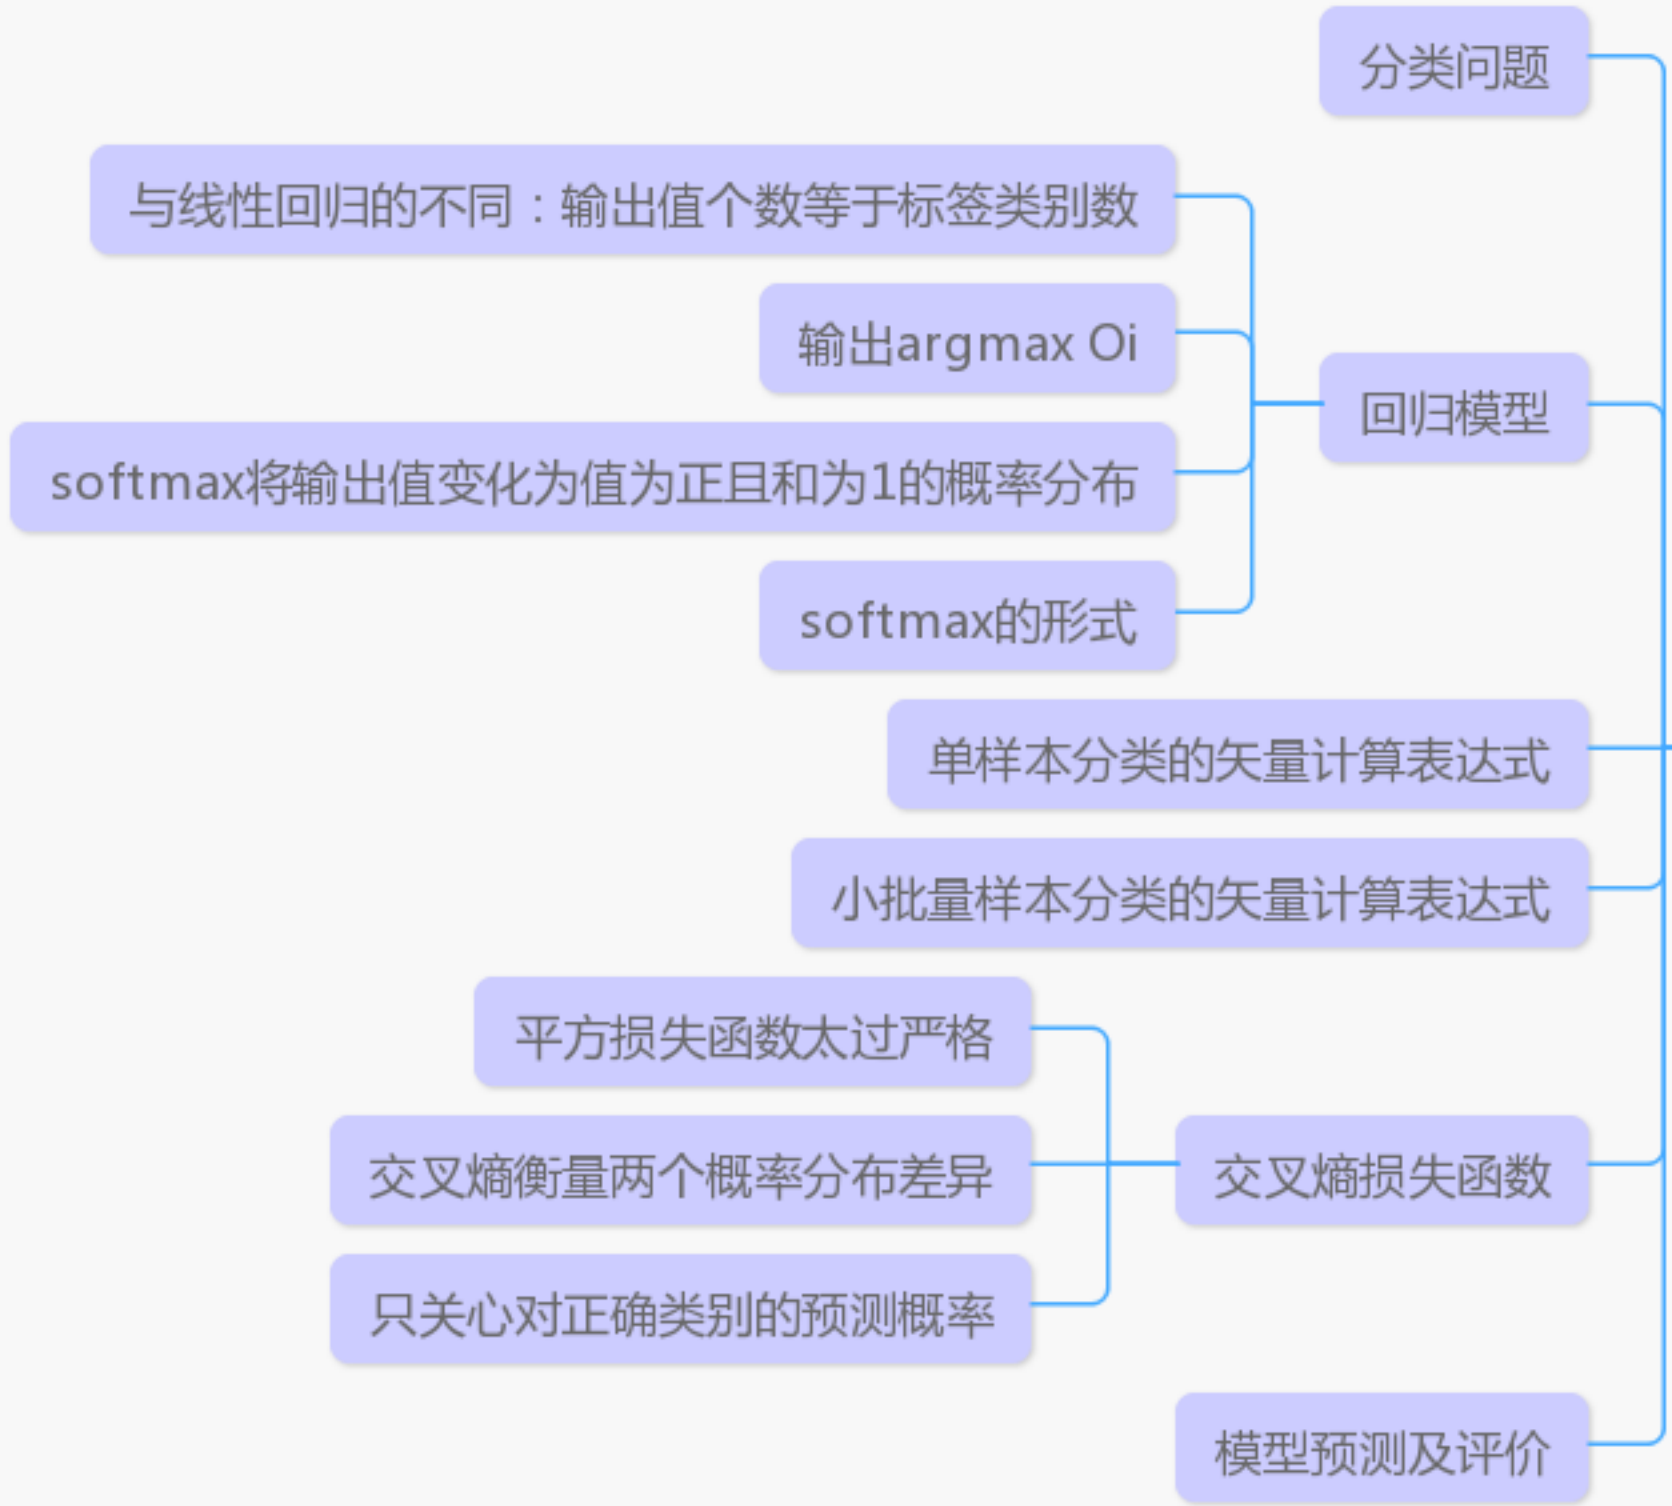 分类问题
与线性回归的不同：输出值个数等于标签类别数
输出argmax Oi
回归模型
softmax将输出值变化为值为正且和为1的概率分布
softmax的形式
单样本分类的矢量计算表达式
小批量样本分类的矢量计算表达式
平方损失函数太过严格
交叉熵衡量两个概率分布差异
交叉熵损失函数
只关心对正确类别的预测概率
模型预测及评价